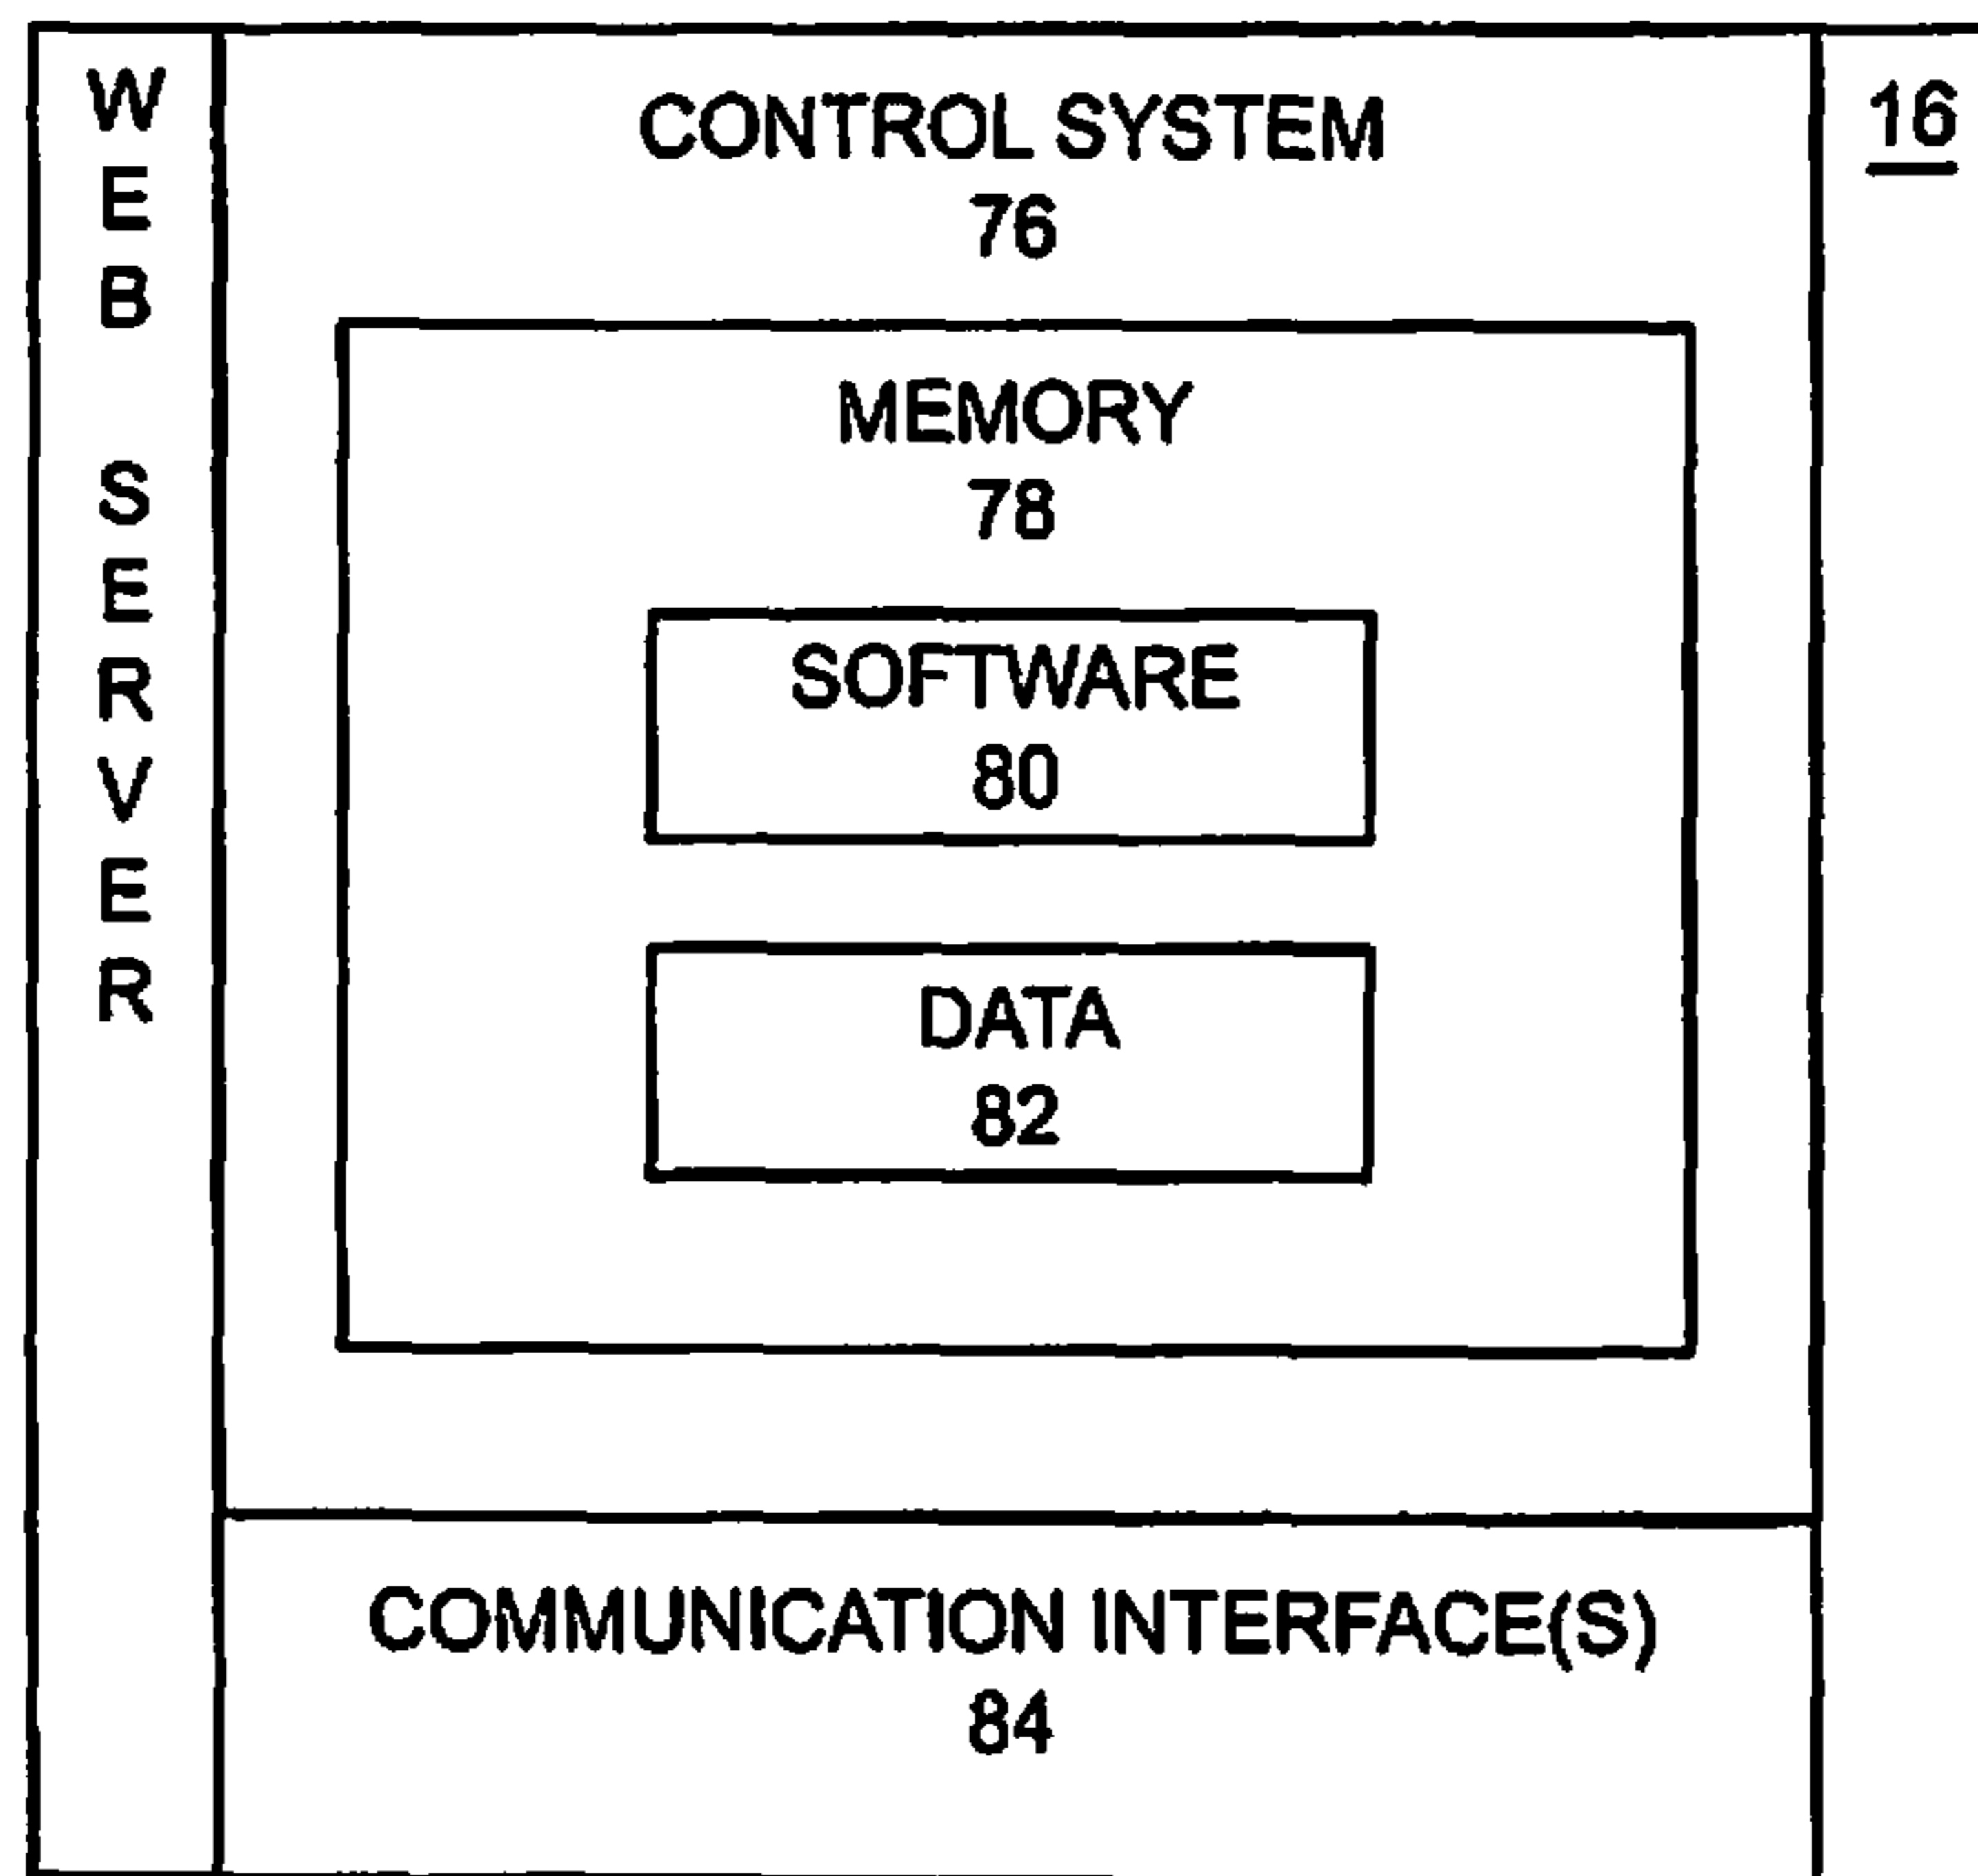 WEB SERVER
CONTROL SYSTEM
76
16
MEMORY
78
SOFTWARE
80
DATA
82
COMMUNICATION INTERFACE(S)
84